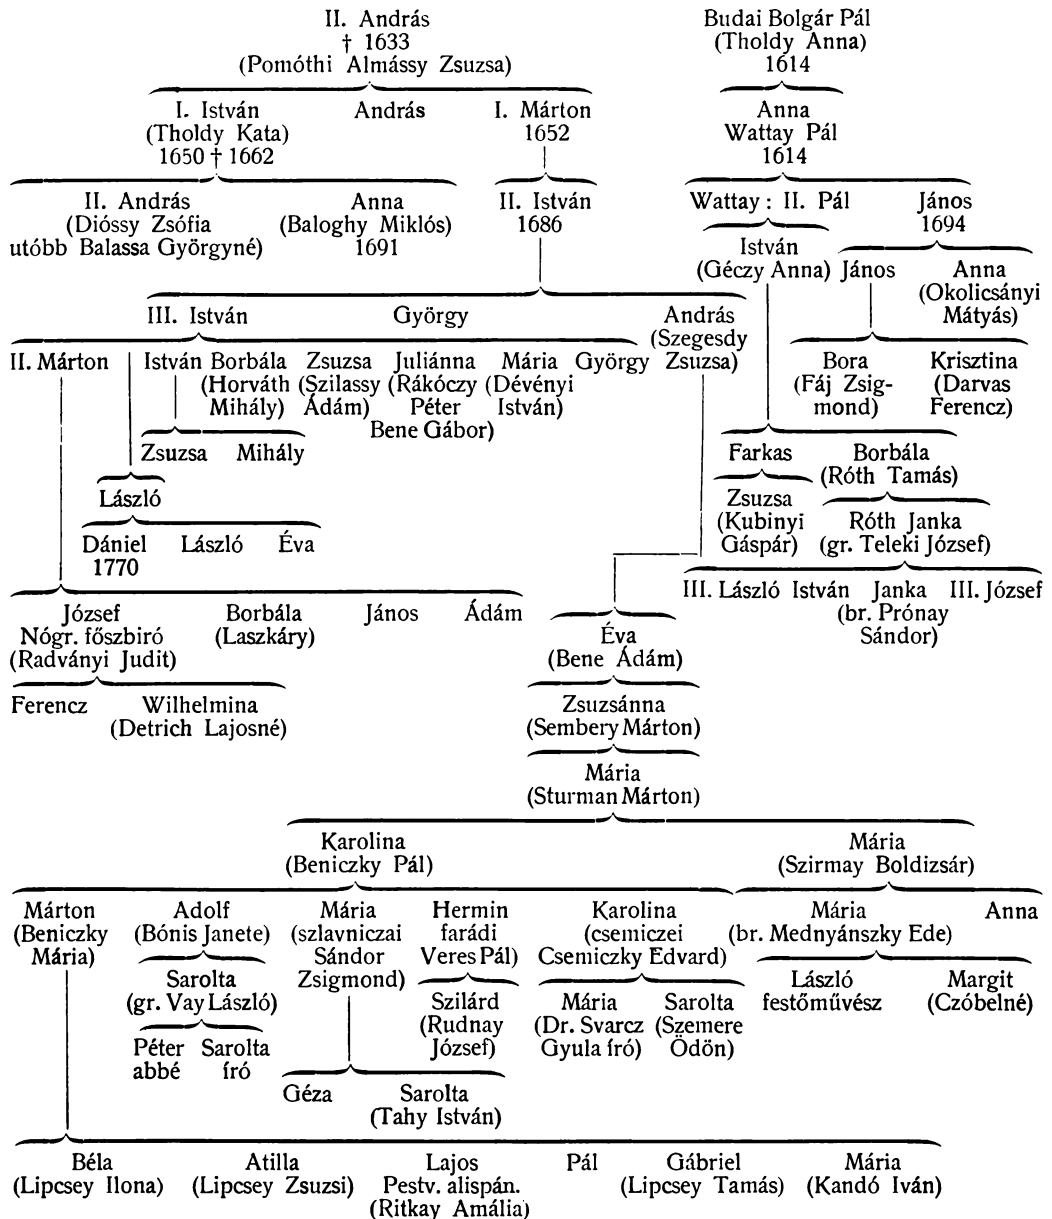 II. András
† 1633
(Pomóthi Almássy Zsuzsa)
Budai Bolgár Pál
(Tholdy Anna)
1614
I. István
(Tholdy Kata)
1650 † 1662
András
I. Márton
1652
Anna
Wattay Pál
1614
II. András
(Dióssy Zsófia
utóbb Balassa Györgyné)
Anna
(Baloghy Miklós)
1691
II. István
1686
Wattay : II. Pál
János
1694
István
(Géczy Anna)
János
Anna
(Okolicsányi
Mátyás)
III. István
György
András
(Szegesdy
Zsuzsa)
II. Márton
István
Borbála
(Horváth
Mihály)
Zsuzsa
(Szilassy
Ádám)
Juliánna
(Rákóczy
Péter
Bene Gábor)
Mária
(Dévényi
István)
György
Bora
(Fáj Zsig-
mond)
Krisztina
(Darvas
Ferencz)
Zsuzsa
Mihály
Farkas
Borbála
(Róth Tamás)
László
Zsuzsa
(Kubinyi
Gáspár)
Róth Janka
(gr. Teleki József)
Dániel
1770
László
Éva
III. László
István
Janka
(br. Prónay
Sándor)
III. József
József
Nógr. főszbiró
(Radványi Judit)
Borbála
(Laszkáry)
János
Ádám
Éva
(Bene Ádám)
Ferencz
Wilhelmina
(Detrich Lajosné)
Zsuzsánna
(Sembery Márton)
Mária
(Sturman Márton)
Karolina
(Beniczky Pál)
Mária
(Szirmay Boldizsár)
Márton
(Beniczky
Mária)
Adolf
(Bónis Janete)
Mária
(szlavniczai
Sándor
Zsigmond)
Hermin
farádi
Veres Pál)
Karolina
(csemiczei
Csemiczky Edvard)
Mária
(br. Mednyánszky Ede)
Anna
Sarolta
(gr. Vay László)
Szilárd
(Rudnay
József)
Mária
(Dr. Svarcz
Gyula író)
Sarolta
(Szemere
Ödön)
László
festőművész
Margit
(Czóbelné)
Péter
abbé
Sarolta
író
Géza
Sarolta
(Tahy István)
Béla
(Lipcsey Ilona)
Atilla
(Lipcsey Zsuzsi)
Lajos
Pestv. alispán.
(Ritkay Amália)
Pál
Gábriel
(Lipcsey Tamás)
Mária
(Kandó Iván)